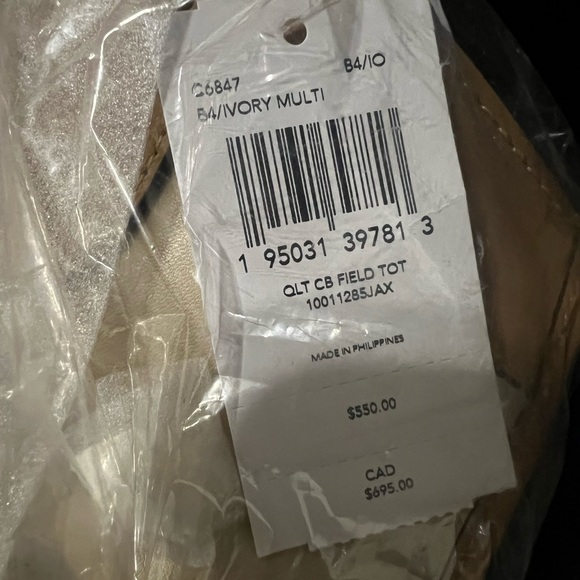 C6847 B4/IO
B4/IVORY MULTI
1 95031 39781 3
QLT CB FIELD TOT
10011285JAX
MADE IN PHILIPPINES
$550.00
CAD
$695.00